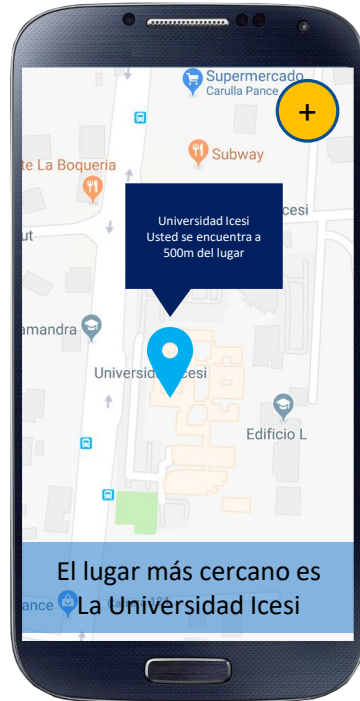 Supermercado
Carulla Pance
+
Subway
te La Boqueria
cesi
ut
Universidad Icesi
Usted se encuentra a
500m del lugar
amandra
Universid cesi
Edificio L
El lugar más cercano es
ance
La Universidad Icesi